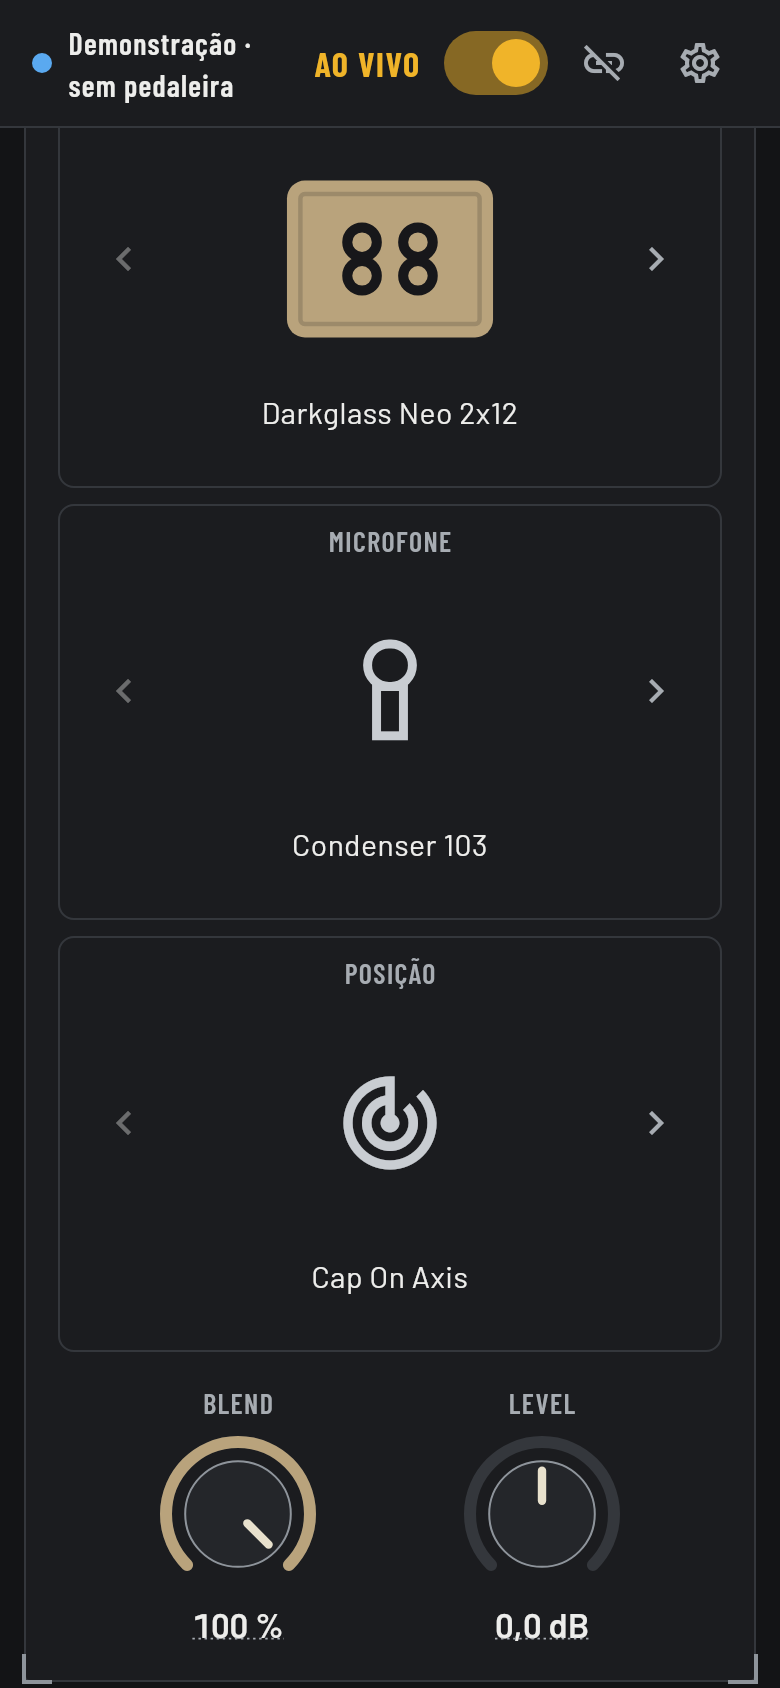 Demonstração ·
sem pedaleira
AO VIVO
88
Darkglass Neo 2x12
MICROFONE
Condenser 103
POSIÇÃO
Cap On Axis
BLEND
LEVEL
100 %
0,0 dB